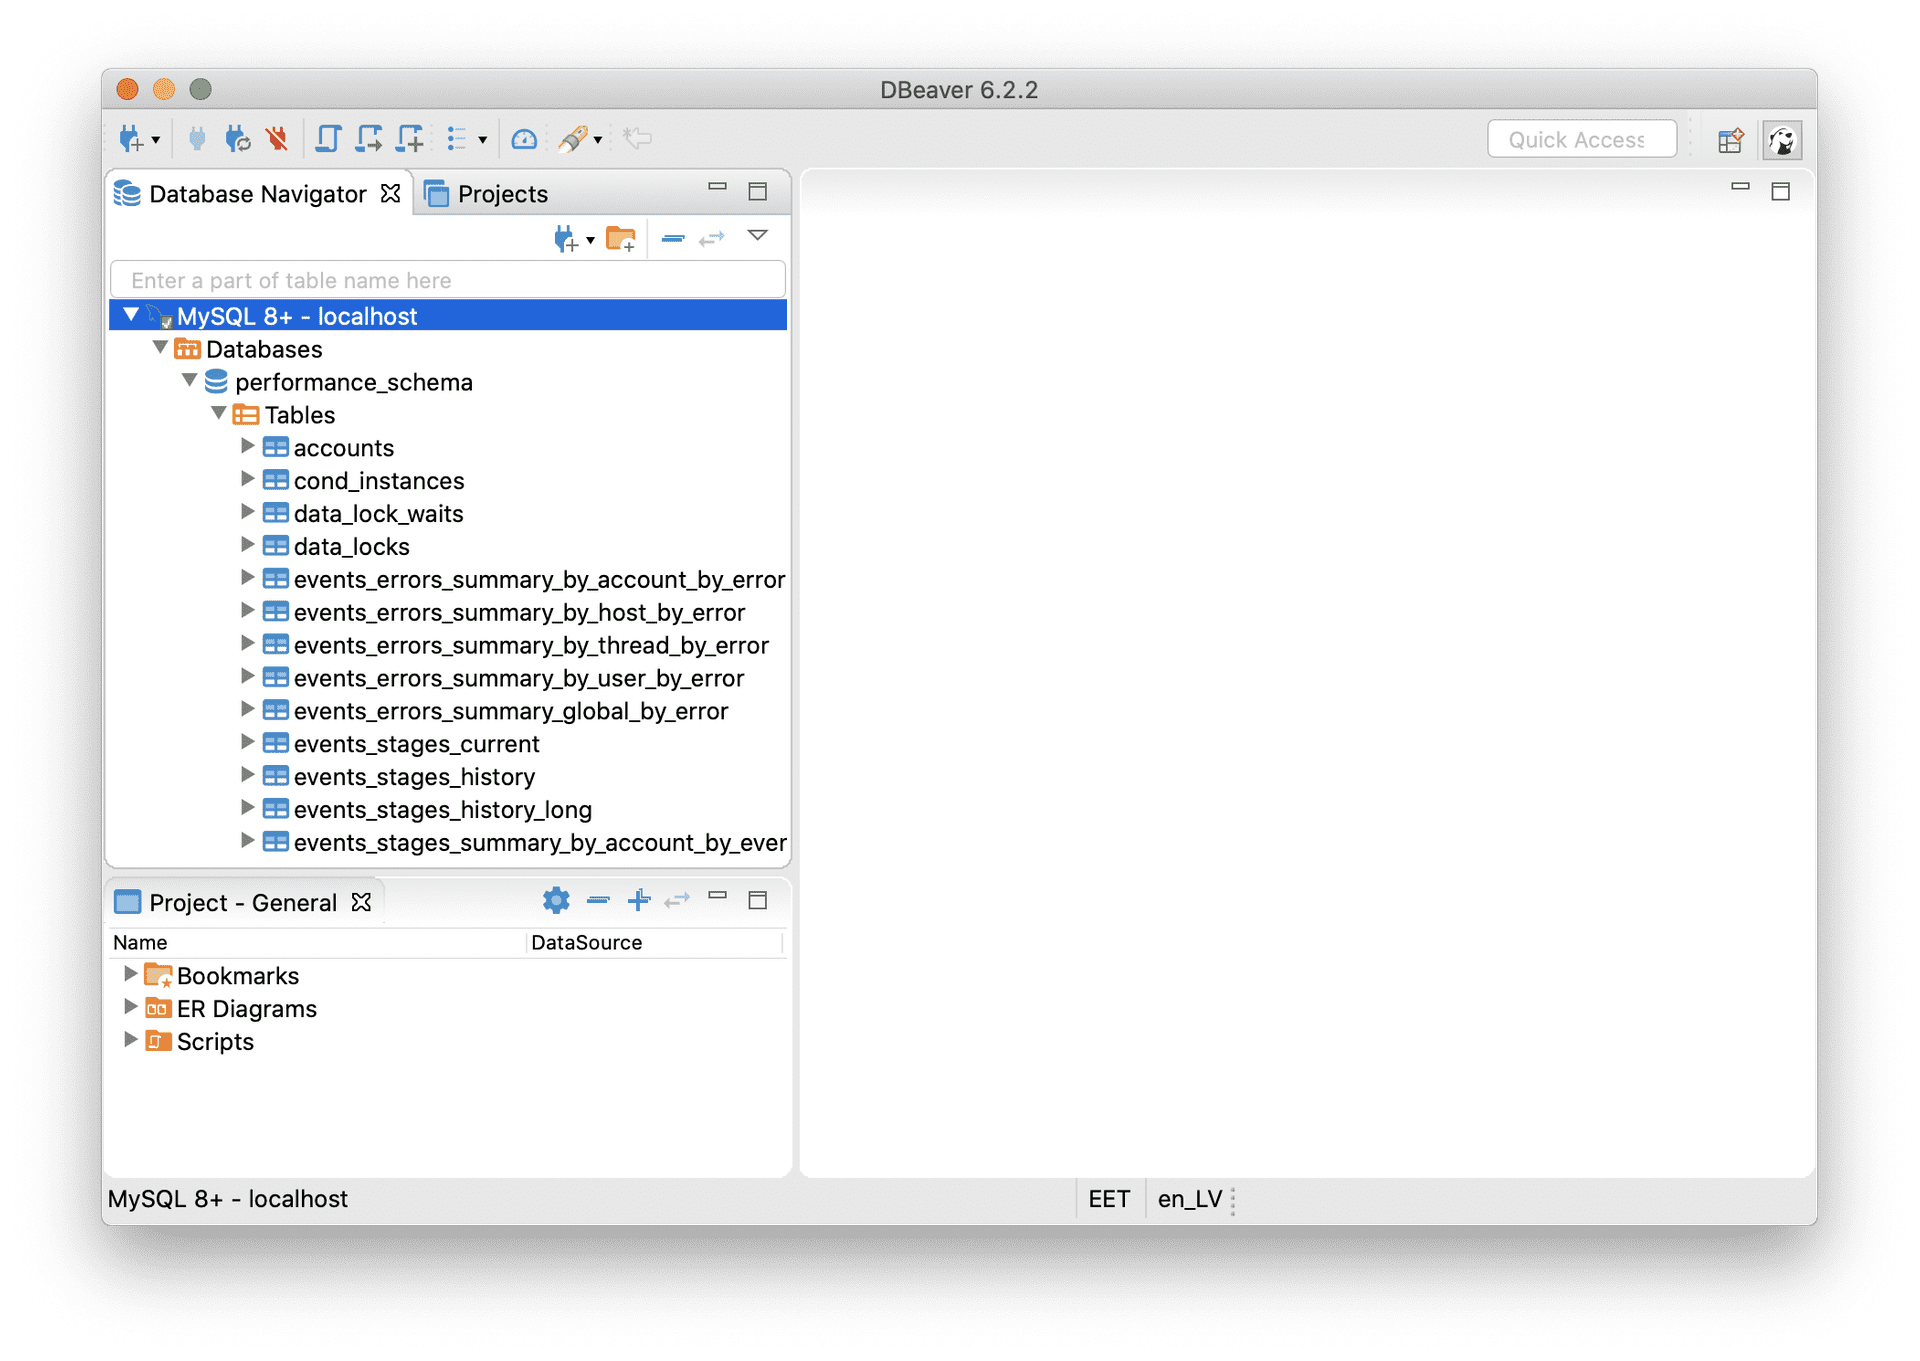 DBeaver 6.2.2
Quick Access
Database Navigator
Projects
Enter a part of table name here
MySQL 8+ - localhost
Databases
performance_schema
Tables
accounts
cond_instances
data_lock_waits
data_locks
events_errors_summary_by_account_by_error
events_errors_summary_by_host_by_error
events_errors_summary_by_thread_by_error
events_errors_summary_by_user_by_error
events_errors_summary_global_by_error
events_stages_current
events_stages_history
events_stages_history_long
events_stages_summary_by_account_by_ever
Project - General
Name DataSource
Bookmarks
ER Diagrams
Scripts
MySQL 8+ - localhost EET en_LV